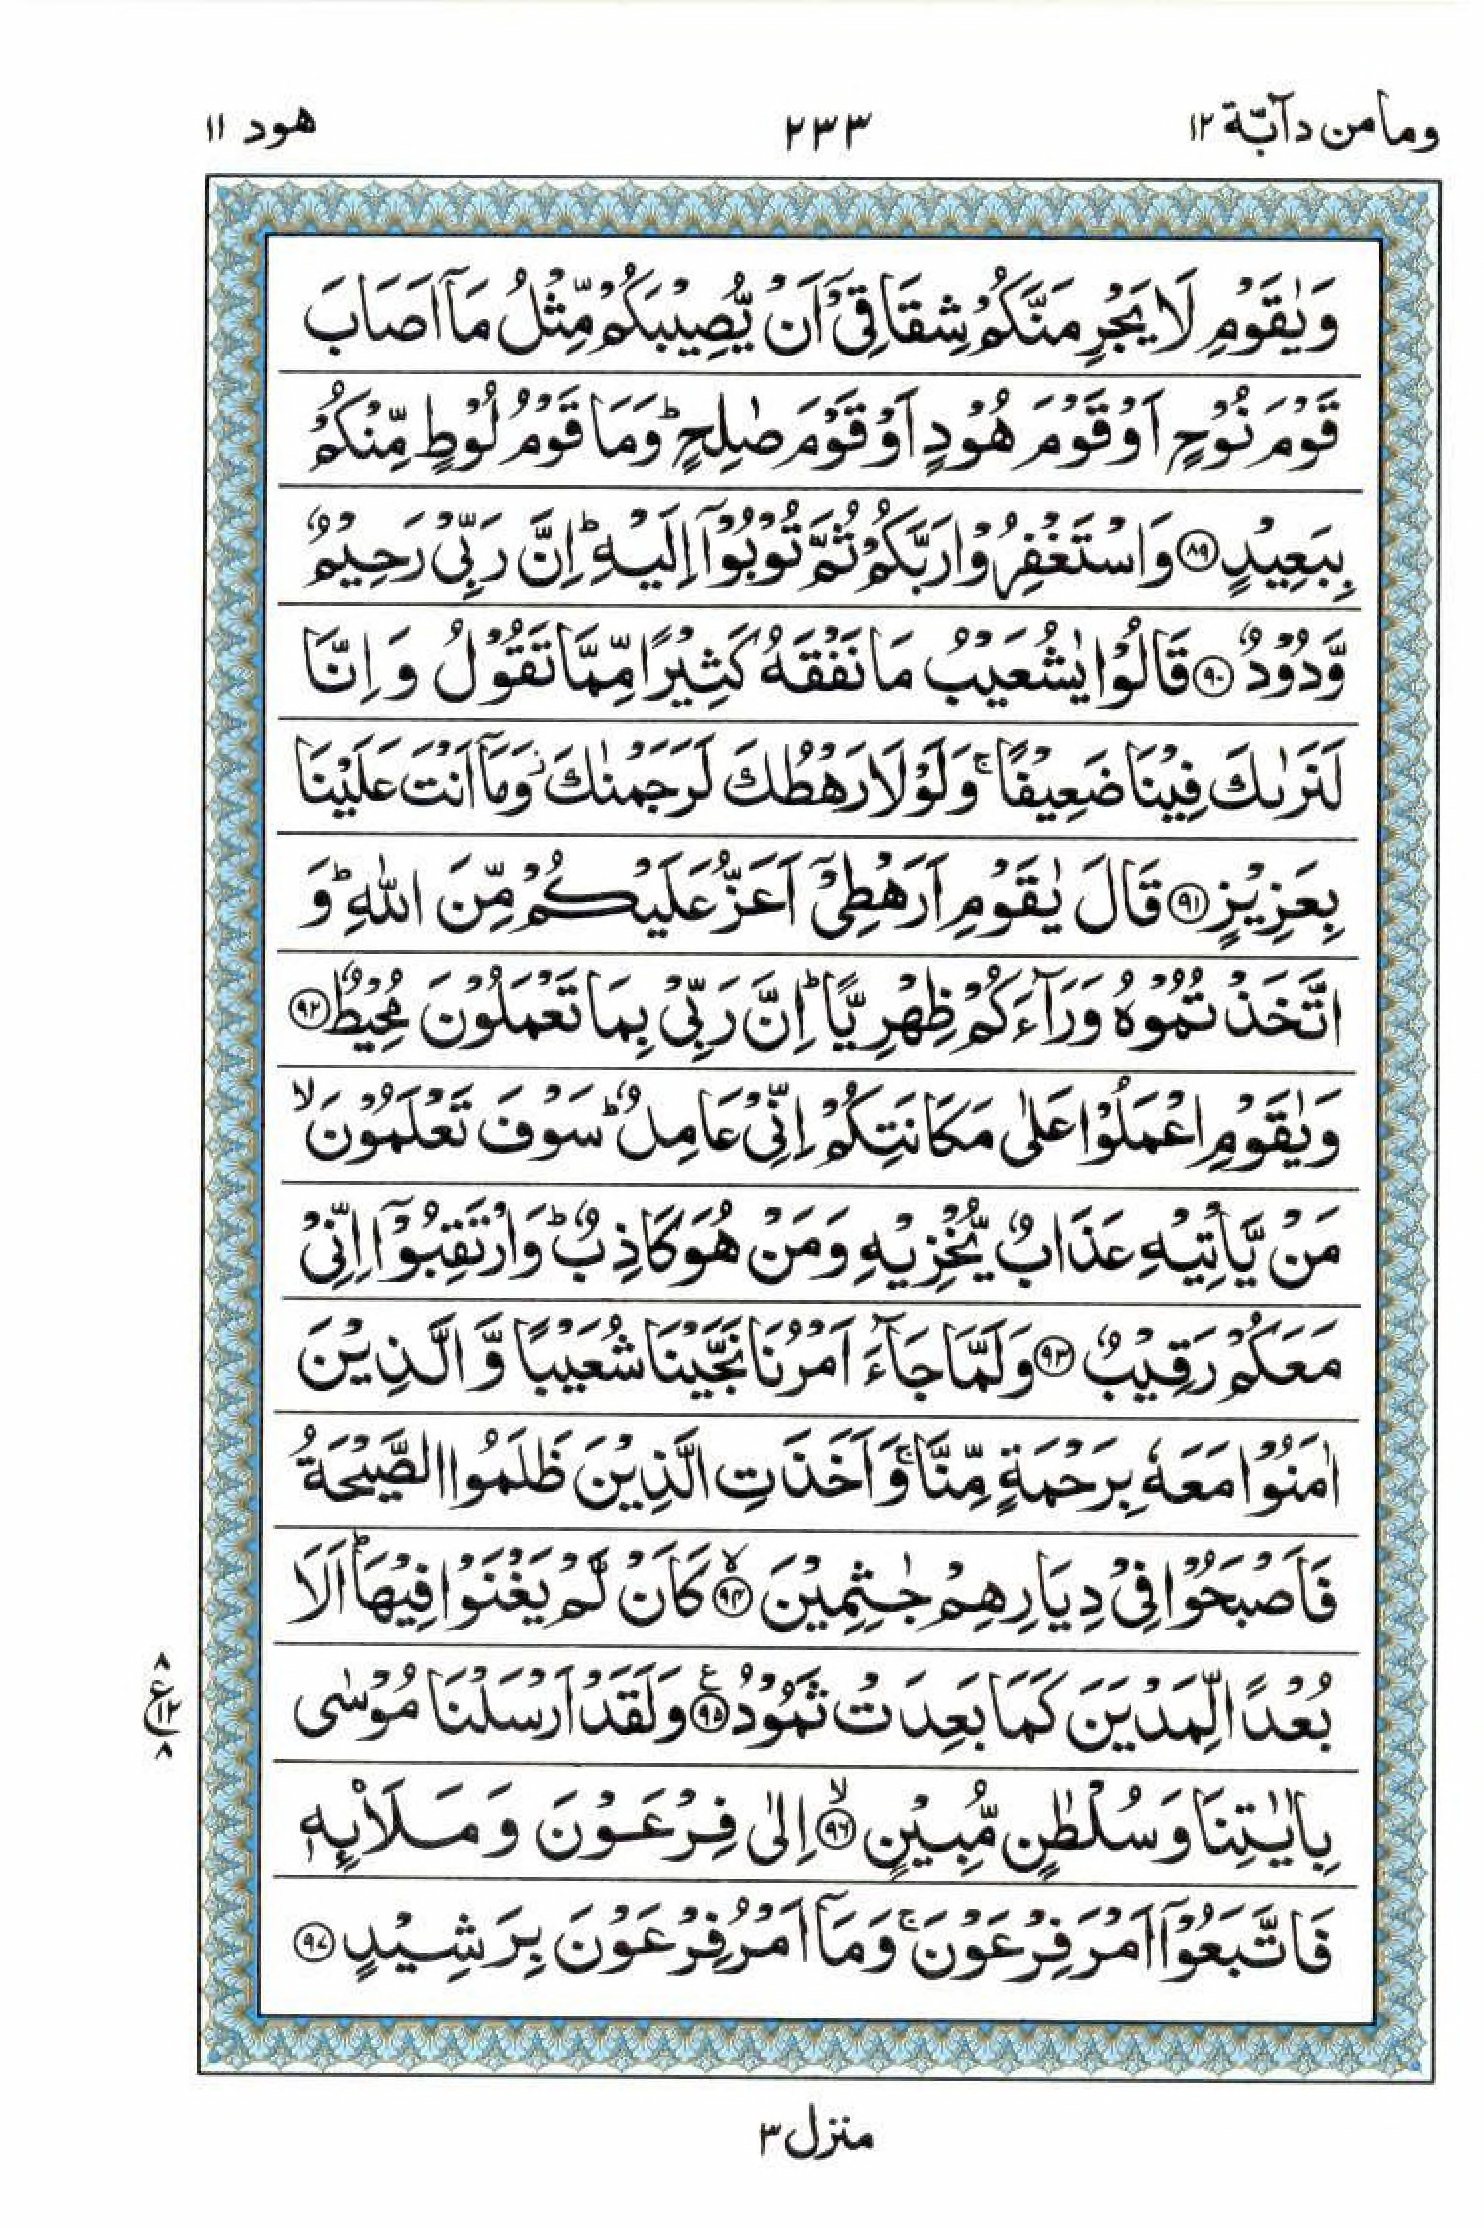 وما من دآبّة ١٢
٢٣٣
هود ١١
وَيٰقَوْمِ لَا يَجْرِمَنَّكُمْ شِقَاقِيْٓ اَنْ يُّصِيْبَكُمْ مِّثْلُ مَآ اَصَابَ
قَوْمَ نُوْحٍ اَوْ قَوْمَ هُوْدٍ اَوْ قَوْمَ صٰلِحٍ ؕ وَمَا قَوْمُ لُوْطٍ مِّنْكُمْ
بِبَعِيْدٍ ﴿٨٩﴾ وَاسْتَغْفِرُوْا رَبَّكُمْ ثُمَّ تُوْبُوْٓا اِلَيْهِ ؕ اِنَّ رَبِّيْ رَحِيْمٌ
وَّدُوْدٌ ﴿٩٠﴾ قَالُوْا يٰشُعَيْبُ مَا نَفْقَهُ كَثِيْرًا مِّمَّا تَقُوْلُ وَ اِنَّا
لَنَرٰىكَ فِيْنَا ضَعِيْفًا ۚ وَلَوْلَا رَهْطُكَ لَرَجَمْنٰكَ ؗ وَمَآ اَنْتَ عَلَيْنَا
بِعَزِيْزٍ ﴿٩١﴾ قَالَ يٰقَوْمِ اَرَهْطِيْٓ اَعَزُّ عَلَيْكُمْ مِّنَ اللّٰهِ ؕ وَ
اتَّخَذْتُمُوْهُ وَرَآءَكُمْ ظِهْرِيًّا ؕ اِنَّ رَبِّيْ بِمَا تَعْمَلُوْنَ مُحِيْطٌ ﴿٩٢﴾
وَيٰقَوْمِ اعْمَلُوْا عَلٰى مَكَانَتِكُمْ اِنِّيْ عَامِلٌ ؕ سَوْفَ تَعْلَمُوْنَ ۙ
مَنْ يَّاْتِيْهِ عَذَابٌ يُّخْزِيْهِ وَمَنْ هُوَ كَاذِبٌ ؕ وَارْتَقِبُوْٓا اِنِّيْ
مَعَكُمْ رَقِيْبٌ ﴿٩٣﴾ وَلَمَّا جَآءَ اَمْرُنَا نَجَّيْنَا شُعَيْبًا وَّ الَّذِيْنَ
اٰمَنُوْا مَعَهٗ بِرَحْمَةٍ مِّنَّا ۚ وَ اَخَذَتِ الَّذِيْنَ ظَلَمُوا الصَّيْحَةُ
فَاَصْبَحُوْا فِيْ دِيَارِهِمْ جٰثِمِيْنَ ﴿٩٤﴾ۙ كَاَنْ لَّمْ يَغْنَوْا فِيْهَا ؕ اَلَا
بُعْدًا لِّمَدْيَنَ كَمَا بَعِدَتْ ثَمُوْدُ ﴿٩٥﴾ع وَلَقَدْ اَرْسَلْنَا مُوْسٰى
٨
ع ١٢
٨
بِاٰيٰتِنَا وَسُلْطٰنٍ مُّبِيْنٍ ﴿٩٦﴾ۙ اِلٰى فِرْعَوْنَ وَ مَلَا۠ئِهٖ
فَاتَّبَعُوْٓا اَمْرَ فِرْعَوْنَ ۚ وَمَآ اَمْرُ فِرْعَوْنَ بِرَشِيْدٍ ﴿٩٧﴾
منزل ٣